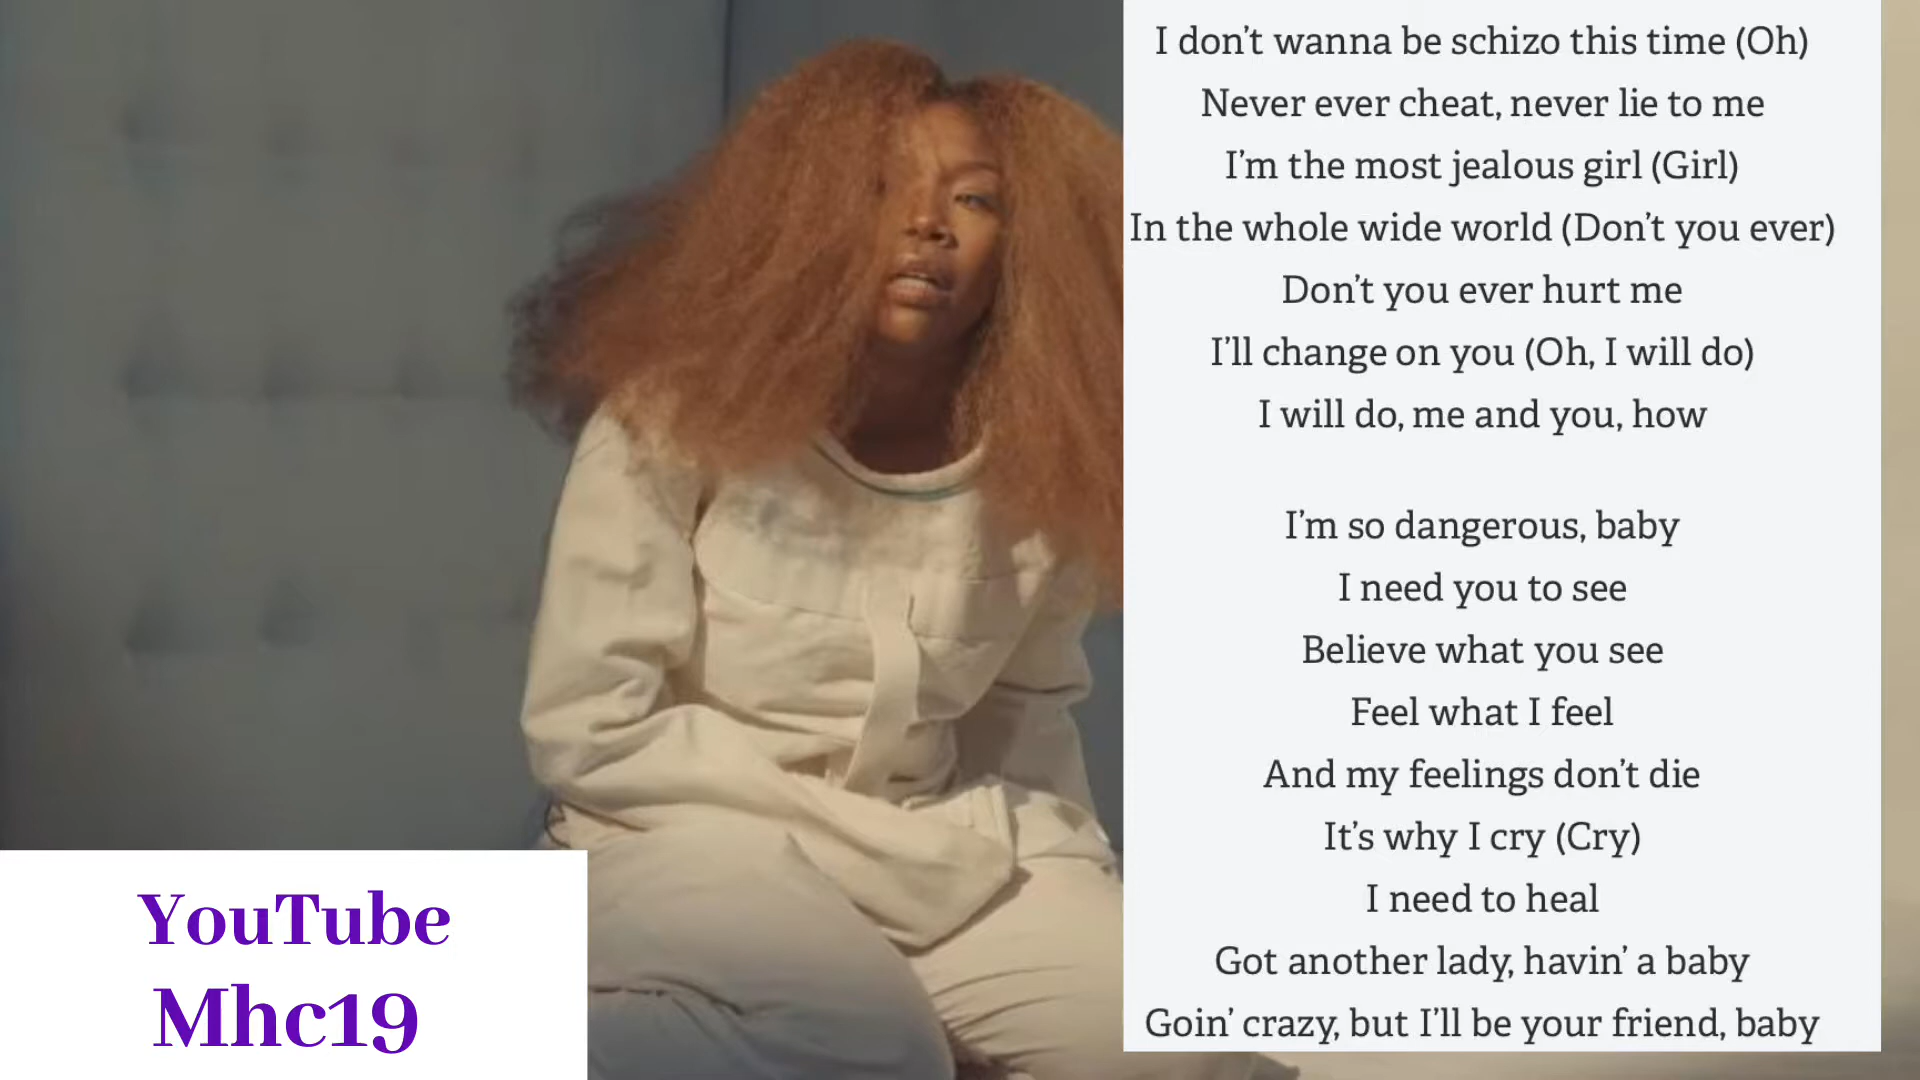 I don't wanna be schizo this time (Oh)
Never ever cheat, never lie to me
I'm the most jealous girl (Girl)
In the whole wide world (Don't you ever)
Don't you ever hurt me
I'll change on you (Oh, I will do)
I will do, me and you, how
I'm so dangerous, baby
I need you to see
Believe what you see
Feel what I feel
And my feelings don't die
It's why I cry (Cry)
I need to heal
Got another lady, havin' a baby
Goin' crazy, but I'll be your friend, baby
YouTube
Mhc19